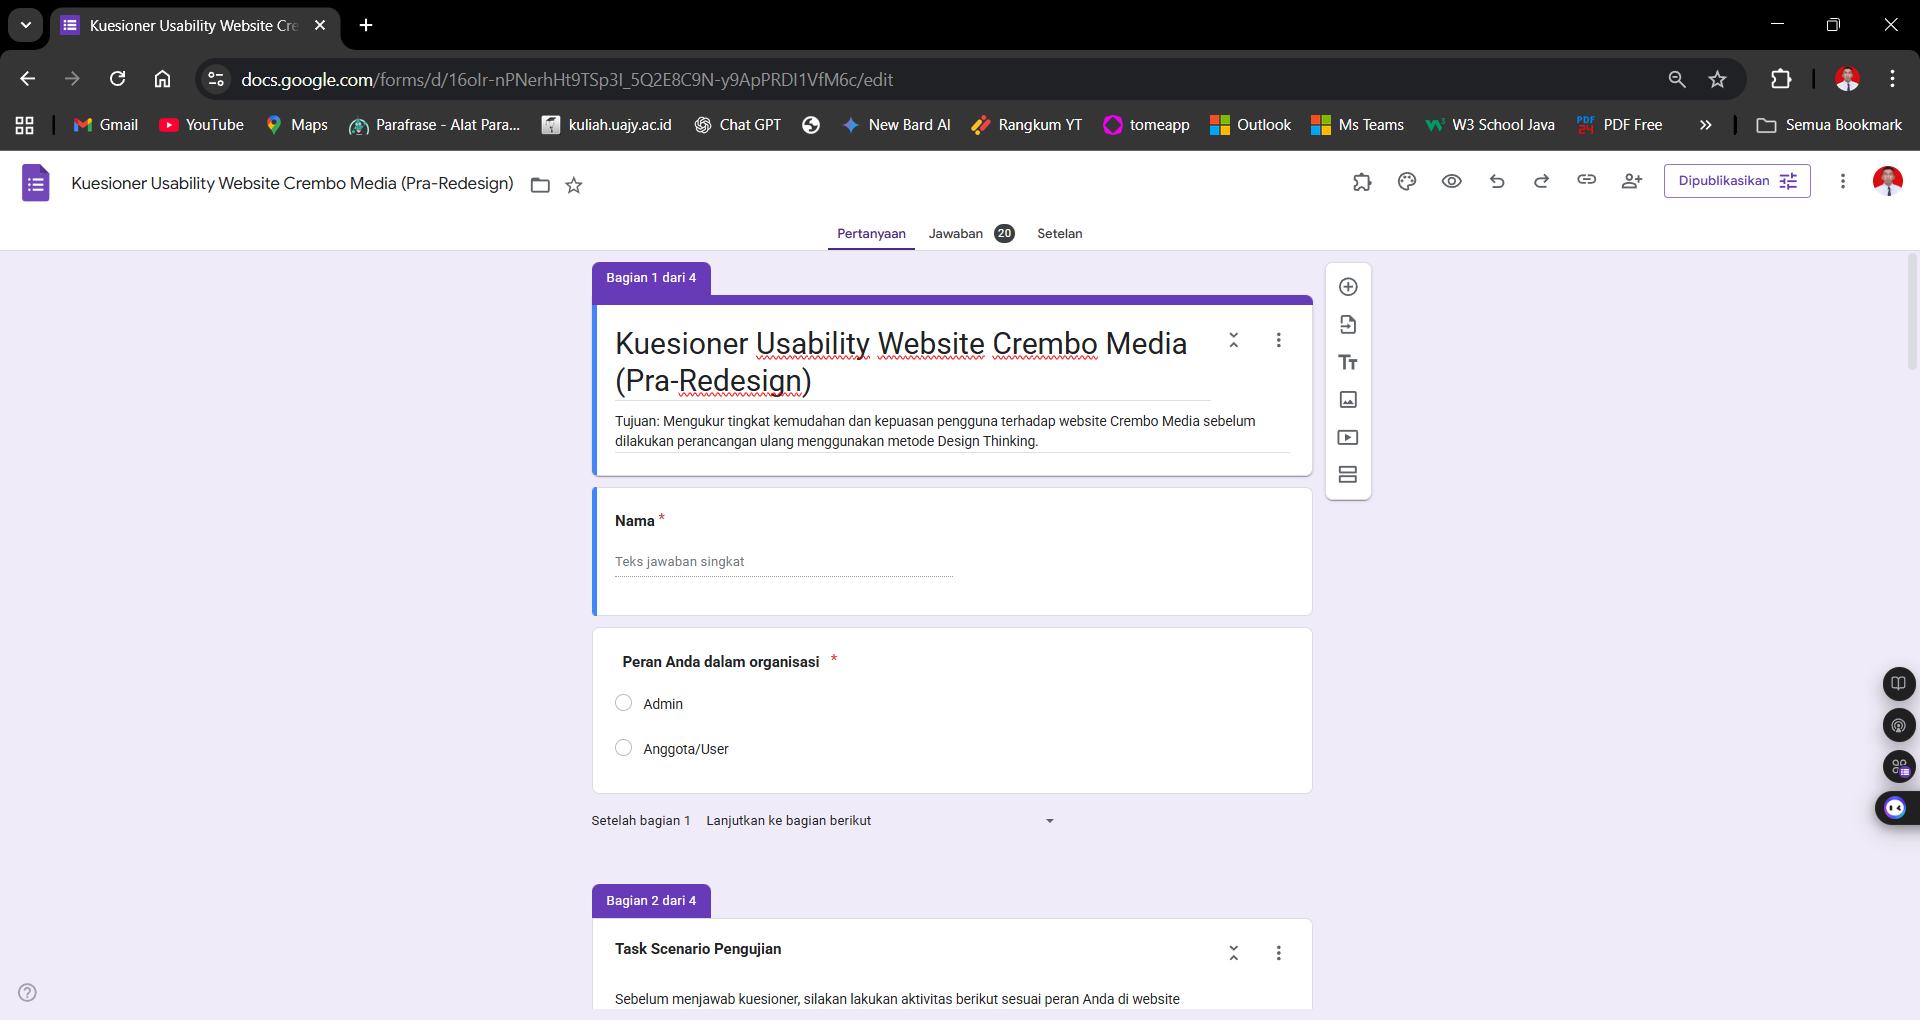 Kuesioner Usability Website Cre
docs.google.com/forms/d/16oIr-nPNerhHt9TSp3I_5Q2E8C9N-y9ApPRDI1VfM6c/edit
Gmail YouTube Maps Parafrase - Alat Para... kuliah.uajy.ac.id Chat GPT New Bard AI Rangkum YT tomeapp Outlook Ms Teams W3 School Java PDF Free Semua Bookmark
Kuesioner Usability Website Crembo Media (Pra-Redesign)
Dipublikasikan
Pertanyaan Jawaban 20 Setelan
Bagian 1 dari 4
Kuesioner Usability Website Crembo Media
(Pra-Redesign)
Tujuan: Mengukur tingkat kemudahan dan kepuasan pengguna terhadap website Crembo Media sebelum
dilakukan perancangan ulang menggunakan metode Design Thinking.
Nama *
Teks jawaban singkat
Peran Anda dalam organisasi *
Admin
Anggota/User
Setelah bagian 1 Lanjutkan ke bagian berikut
Bagian 2 dari 4
Task Scenario Pengujian
Sebelum menjawab kuesioner, silakan lakukan aktivitas berikut sesuai peran Anda di website